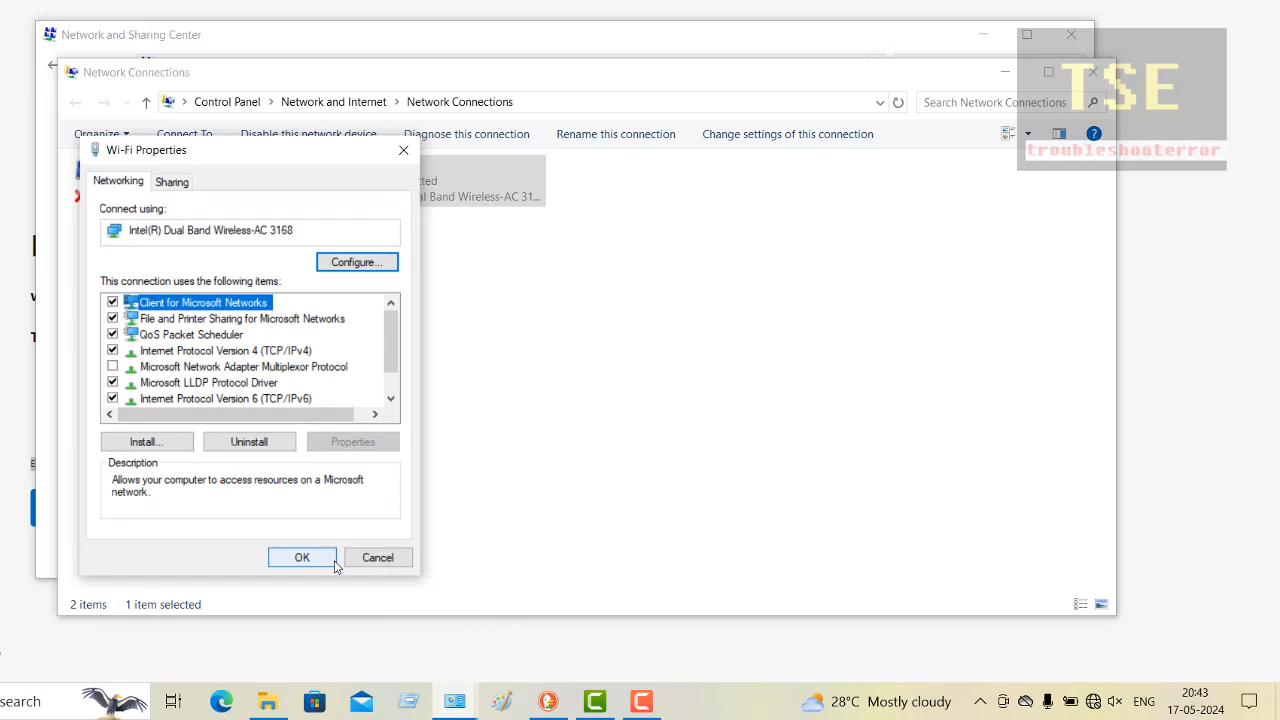 Network and Sharing Center
Network Connections
Control Panel > Network and Internet > Network Connections
Search Network Connections
TSE
troubleshooterror
Organize
Connect To
Disable this network device
Diagnose this connection
Rename this connection
Change settings of this connection
Wi-Fi Properties
Networking
Sharing
Connect using:
Intel(R) Dual Band Wireless-AC 3168
Configure...
This connection uses the following items:
Client for Microsoft Networks
File and Printer Sharing for Microsoft Networks
QoS Packet Scheduler
Internet Protocol Version 4 (TCP/IPv4)
Microsoft Network Adapter Multiplexor Protocol
Microsoft LLDP Protocol Driver
Internet Protocol Version 6 (TCP/IPv6)
Install...
Uninstall
Properties
Description
Allows your computer to access resources on a Microsoft
network.
OK
Cancel
cted
al Band Wireless-AC 31...
2 items
1 item selected
search
28°C Mostly cloudy
ENG
20:43
17-05-2024